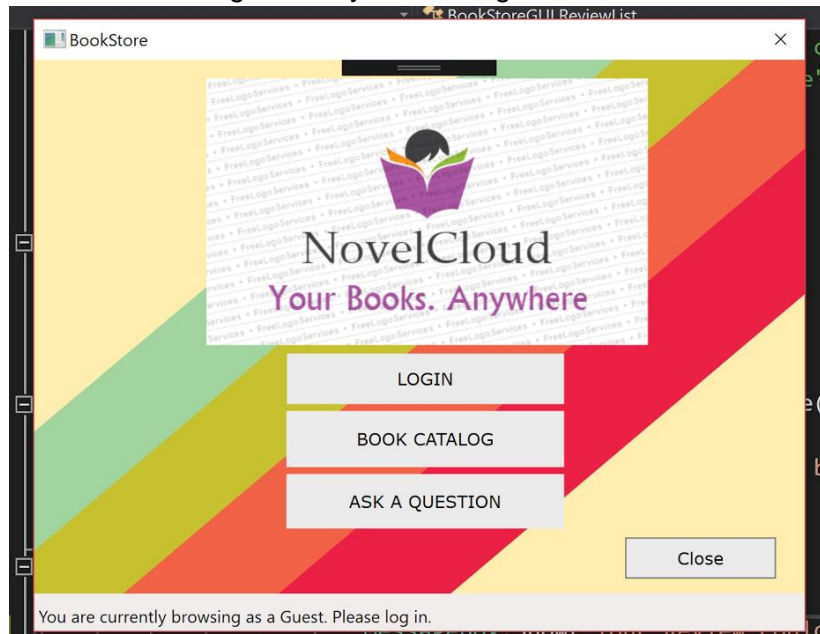 BookStoreGUI.ReviewList
BookStore
FreeLogoServices
NovelCloud
Your Books. Anywhere
LOGIN
BOOK CATALOG
ASK A QUESTION
Close
You are currently browsing as a Guest. Please log in.